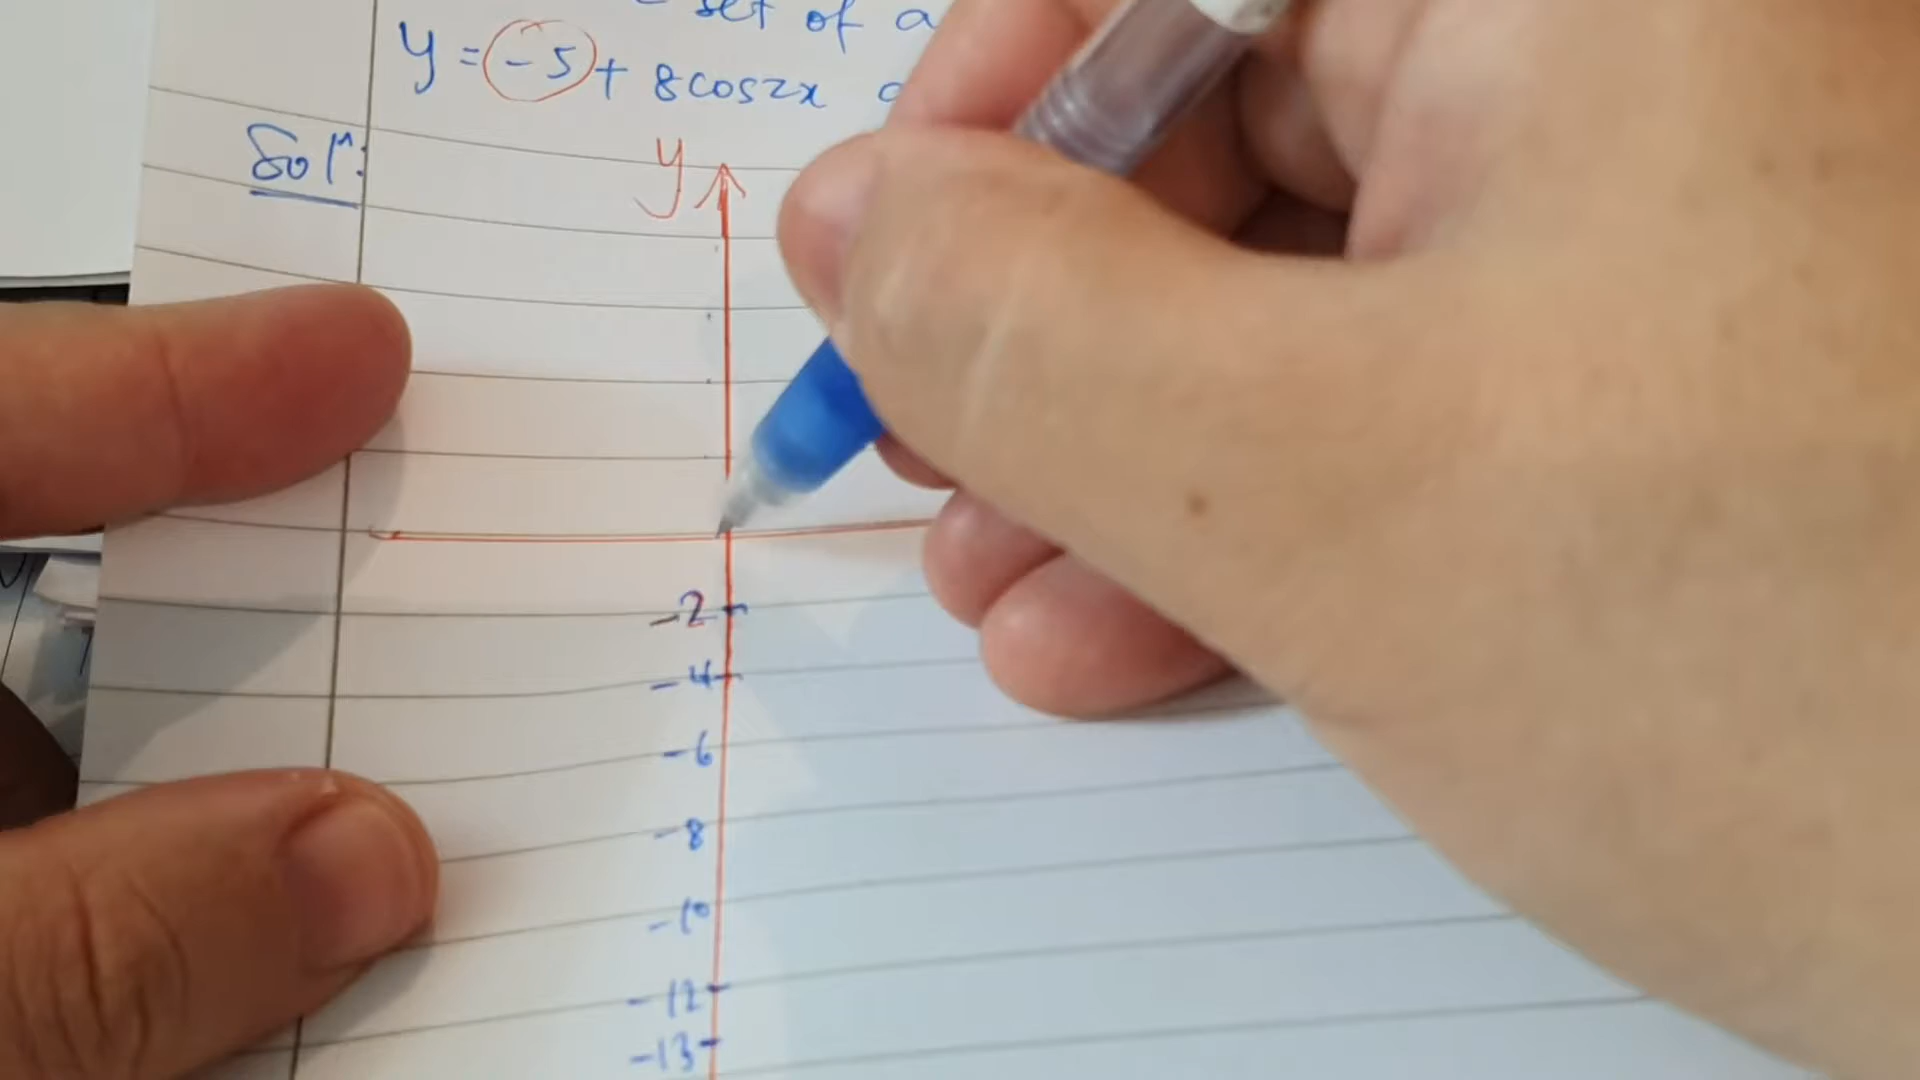 set of a
y = -5 + 8cos2x
Sol^n:
y
-2
-4
-6
-8
-10
-12
-13